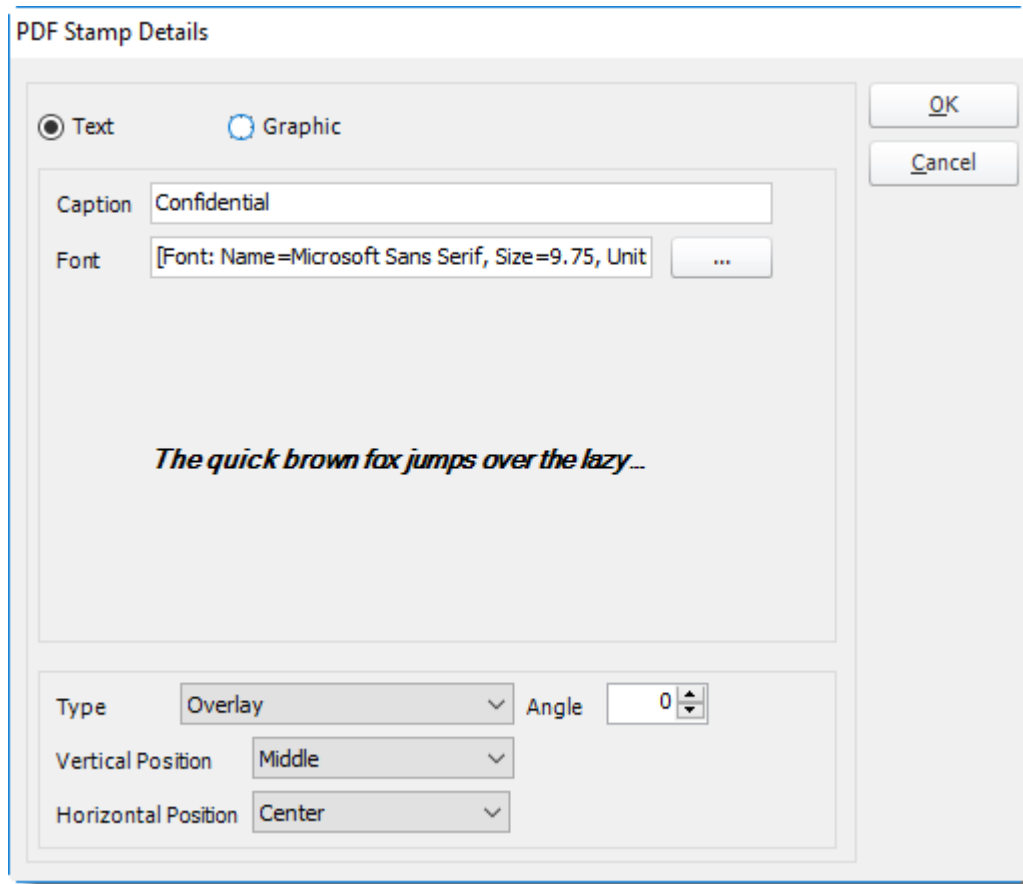 PDF Stamp Details
Text Graphic
OK
Cancel
Caption Confidential
Font [Font: Name=Microsoft Sans Serif, Size=9.75, Unit ...
The quick brown fox jumps over the lazy...
Type Overlay Angle 0
Vertical Position Middle
Horizontal Position Center